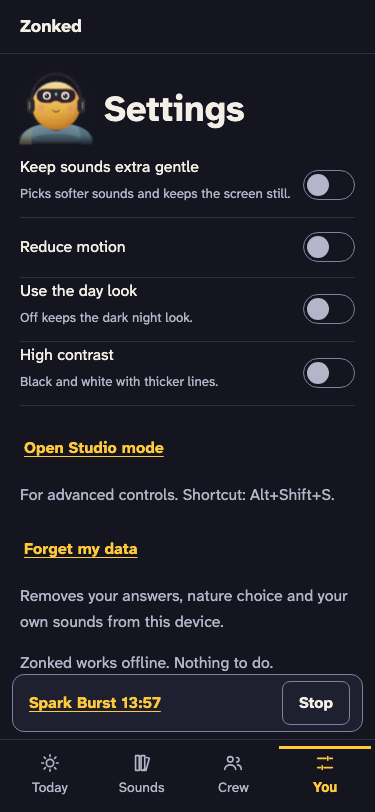 Zonked
Settings
Keep sounds extra gentle
Picks softer sounds and keeps the screen still.
Reduce motion
Use the day look
Off keeps the dark night look.
High contrast
Black and white with thicker lines.
Open Studio mode
For advanced controls. Shortcut: Alt+Shift+S.
Forget my data
Removes your answers, nature choice and your
own sounds from this device.
Zonked works offline. Nothing to do.
Spark Burst 13:57
Stop
Today
Sounds
Crew
You